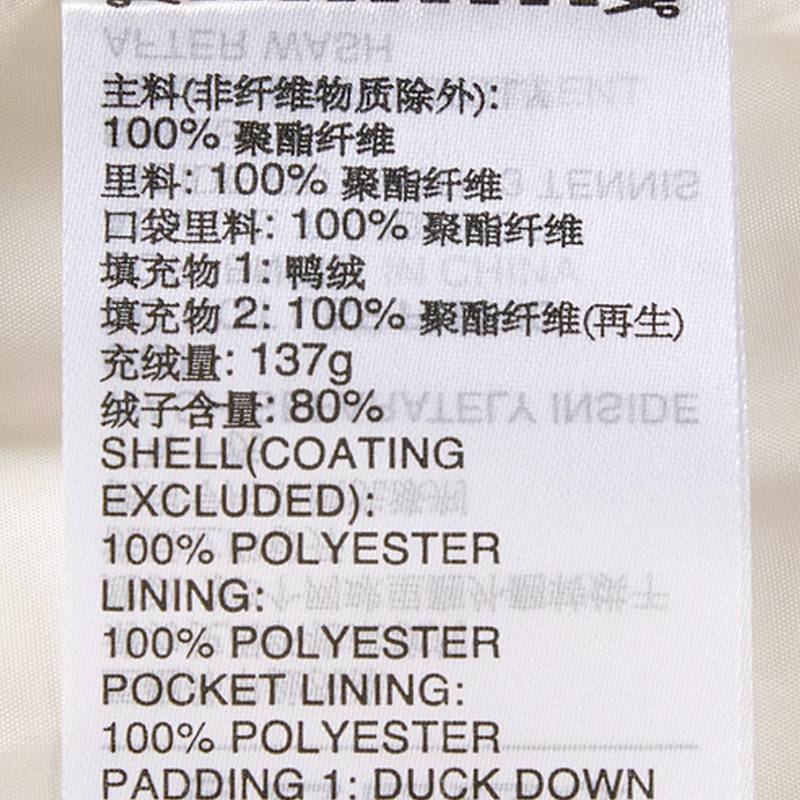 主料(非纤维物质除外):
100% 聚酯纤维
里料: 100% 聚酯纤维
口袋里料: 100% 聚酯纤维
填充物 1: 鸭绒
填充物 2: 100% 聚酯纤维(再生)
充绒量: 137g
绒子含量: 80%
SHELL(COATING
EXCLUDED):
100% POLYESTER
LINING:
100% POLYESTER
POCKET LINING:
100% POLYESTER
PADDING 1: DUCK DOWN